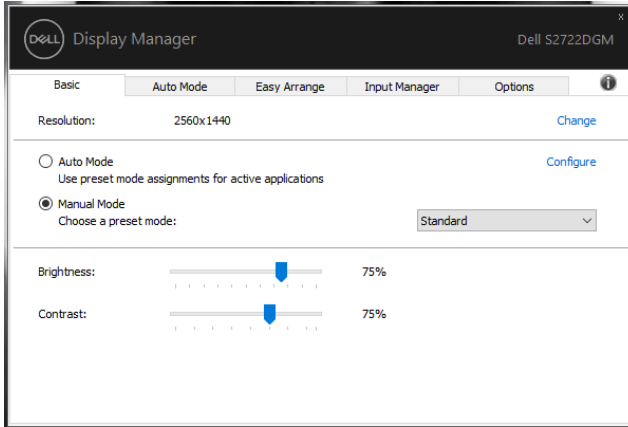 DELL Display Manager Dell S2722DGM
x
Basic Auto Mode Easy Arrange Input Manager Options i
Resolution: 2560x1440 Change
Auto Mode Configure
Use preset mode assignments for active applications
Manual Mode
Choose a preset mode: Standard
Brightness: 75%
Contrast: 75%